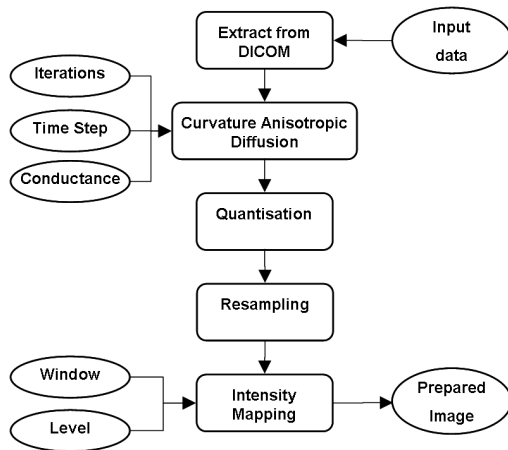 Extract from
DICOM
Input
data
Iterations
Time Step
Conductance
Curvature Anisotropic
Diffusion
Quantisation
Resampling
Window
Level
Intensity
Mapping
Prepared
Image